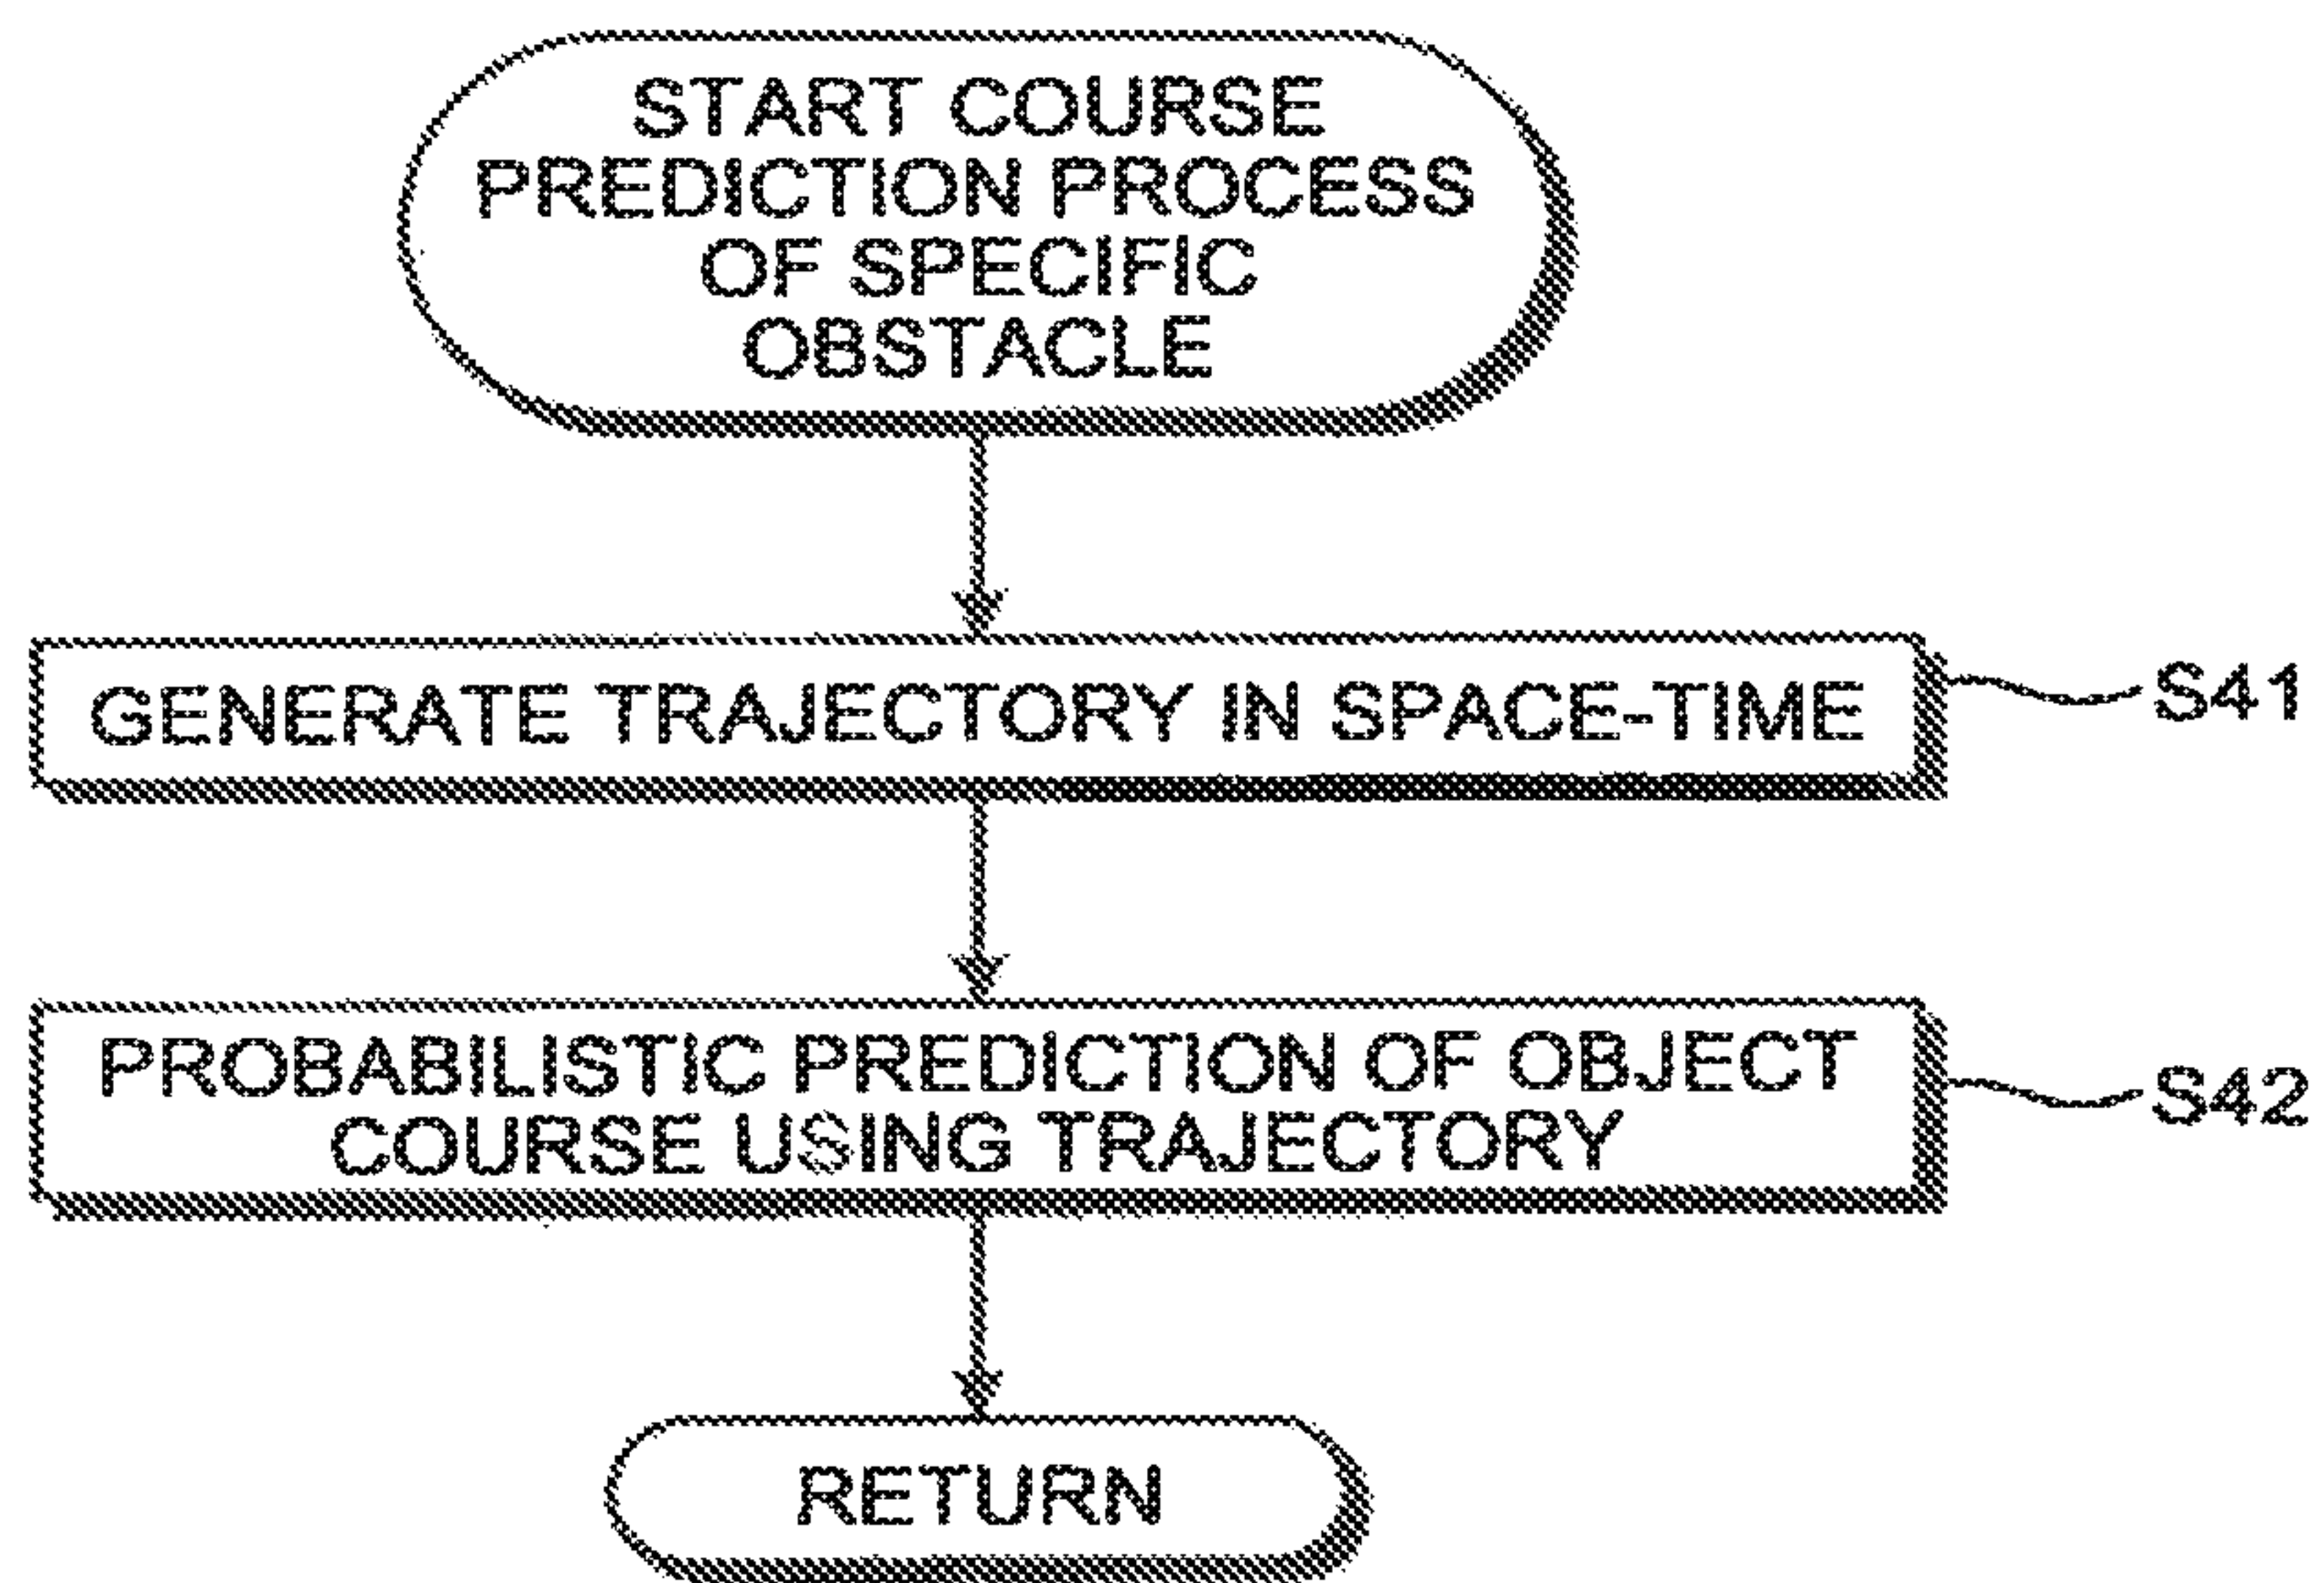 START COURSE
PREDICTION PROCESS
OF SPECIFIC
OBSTACLE
GENERATE TRAJECTORY IN SPACE-TIME
S41
PROBABILISTIC PREDICTION OF OBJECT
COURSE USING TRAJECTORY
S42
RETURN